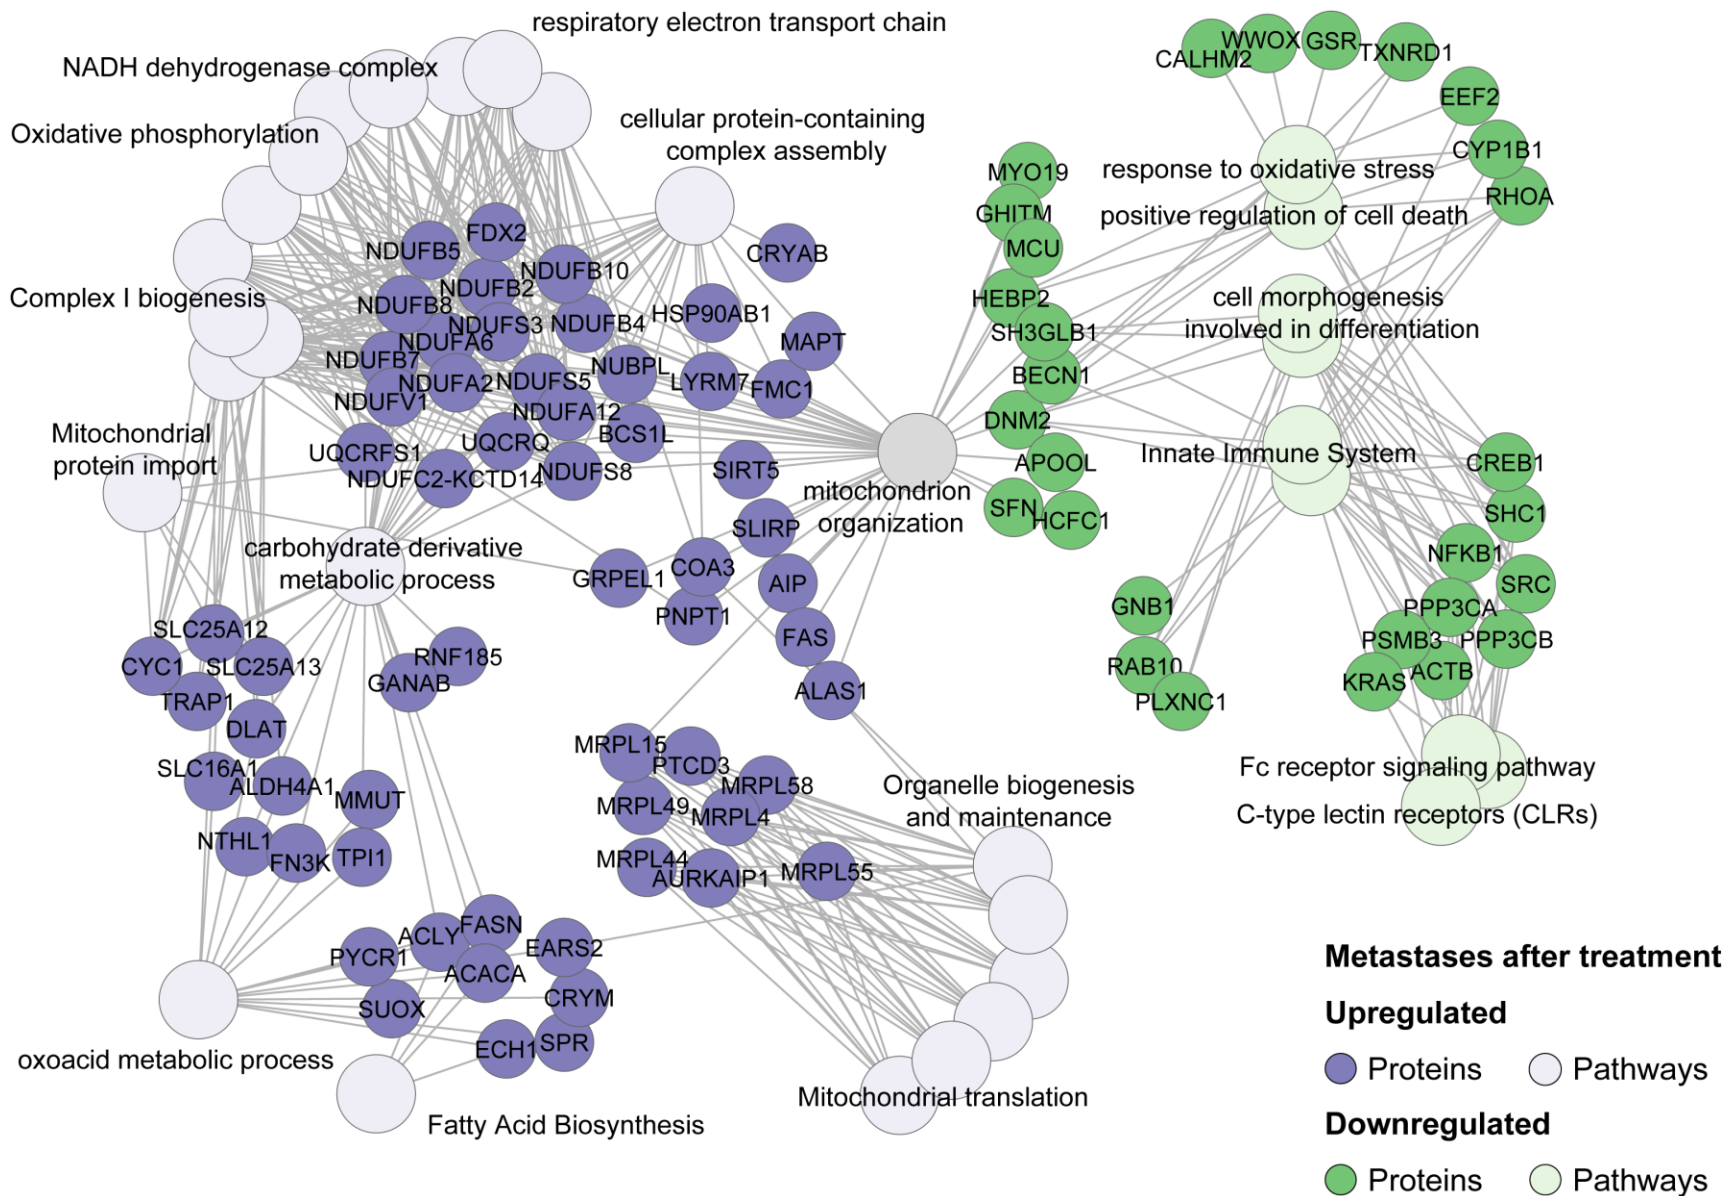 respiratory electron transport chain
NADH dehydrogenase complex
Oxidative phosphorylation
cellular protein-containing
complex assembly
Complex I biogenesis
Mitochondrial
protein import
carbohydrate derivative
metabolic process
mitochondrion
organization
oxoacid metabolic process
Fatty Acid Biosynthesis
Organelle biogenesis
and maintenance
Mitochondrial translation
response to oxidative stress
positive regulation of cell death
cell morphogenesis
involved in differentiation
Innate Immune System
Fc receptor signaling pathway
C-type lectin receptors (CLRs)
NDUFB5
FDX2
NDUFB10
NDUFB2
NDUFB8
NDUFS3
NDUFB4
NDUFA6
NDUFB7
NDUFA2
NDUFS5
NUBPL
NDUFV1
NDUFA12
UQCRFS1
UQCRQ
BCS1L
NDUFC2-KCTD14
NDUFS8
CRYAB
HSP90AB1
MAPT
LYRM7
FMC1
SIRT5
SLIRP
COA3
GRPEL1
AIP
PNPT1
FAS
ALAS1
SLC25A12
CYC1
SLC25A13
TRAP1
DLAT
RNF185
GANAB
SLC16A1
ALDH4A1
MMUT
NTHL1
FN3K
TPI1
MRPL15
PTCD3
MRPL58
MRPL49
MRPL4
MRPL44
AURKAIP1
MRPL55
PYCR1
ACLY
FASN
EARS2
ACACA
SUOX
CRYM
ECH1
SPR
CALHM2
WWOX
GSR
TXNRD1
EEF2
CYP1B1
RHOA
MYO19
GHITM
MCU
HEBP2
SH3GLB1
BECN1
DNM2
APOOL
SFN
HCFC1
CREB1
SHC1
NFKB1
SRC
PPP3CA
PSMB3
PPP3CB
KRAS
ACTB
GNB1
RAB10
PLXNC1
Metastases after treatment
Upregulated
Proteins
Pathways
Downregulated
Proteins
Pathways